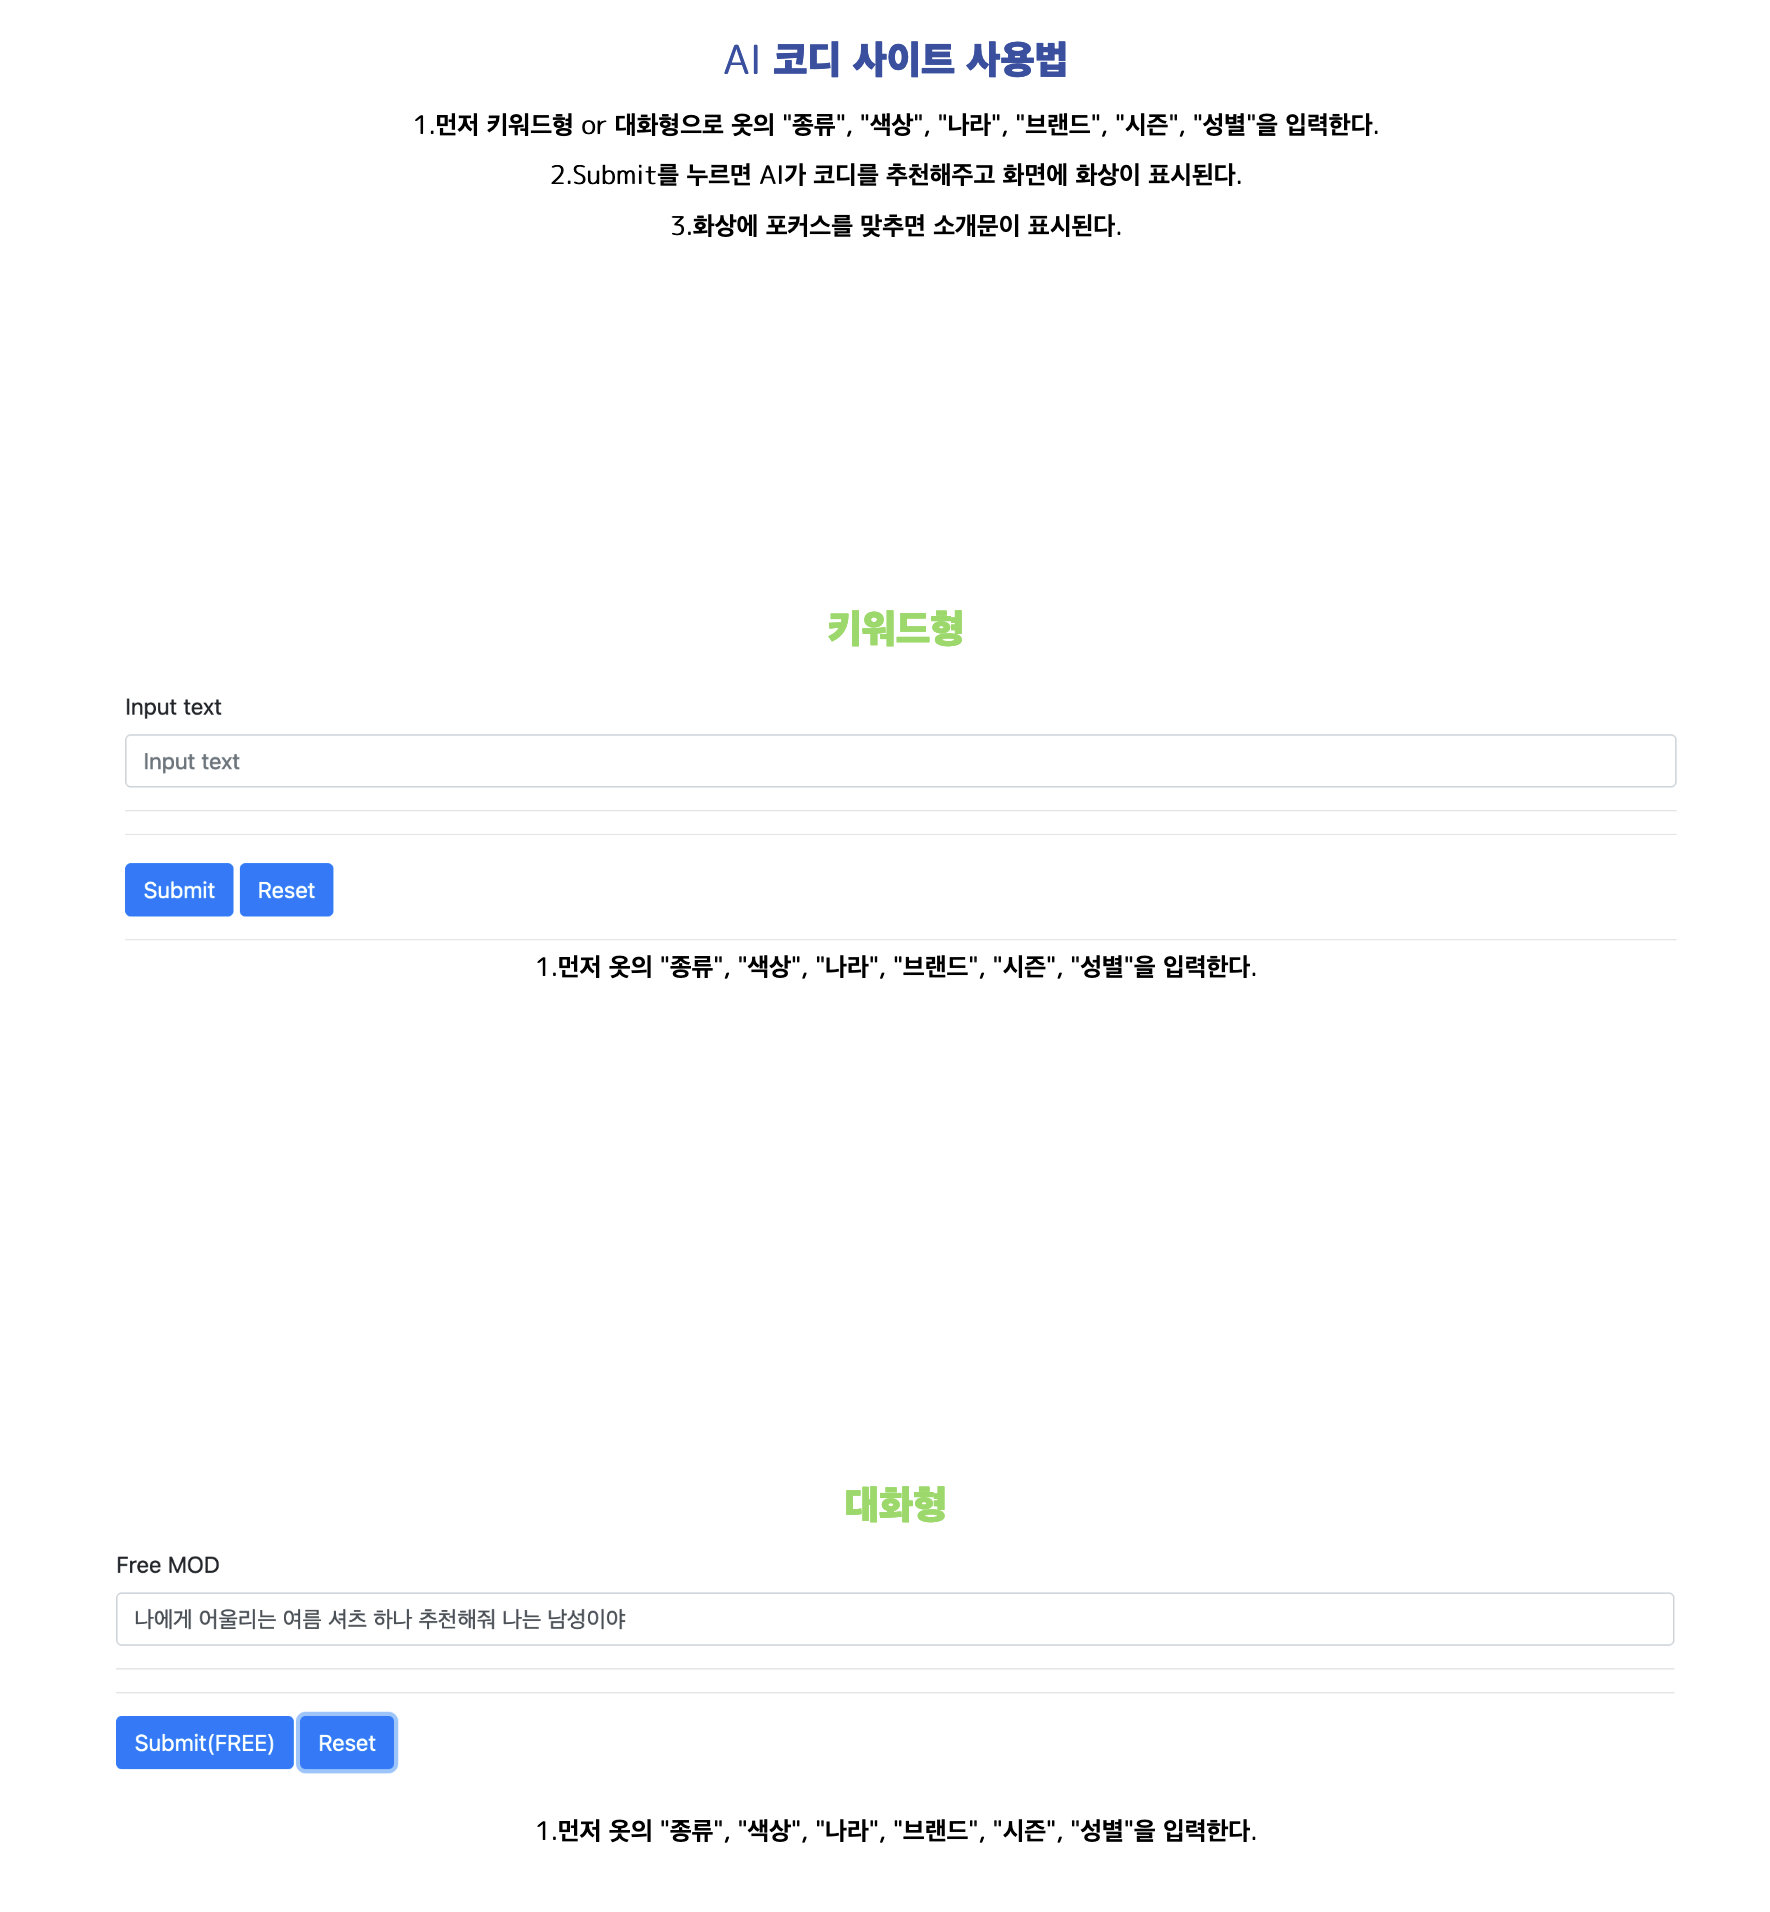 AI 코디 사이트 사용법
1.먼저 키워드형 or 대화형으로 옷의 "종류", "색상", "나라", "브랜드", "시즌", "성별"을 입력한다.
2.Submit를 누르면 AI가 코디를 추천해주고 화면에 화상이 표시된다.
3.화상에 포커스를 맞추면 소개문이 표시된다.
키워드형
Input text
Input text
Submit Reset
1.먼저 옷의 "종류", "색상", "나라", "브랜드", "시즌", "성별"을 입력한다.
대화형
Free MOD
나에게 어울리는 여름 셔츠 하나 추천해줘 나는 남성이야
Submit(FREE) Reset
1.먼저 옷의 "종류", "색상", "나라", "브랜드", "시즌", "성별"을 입력한다.